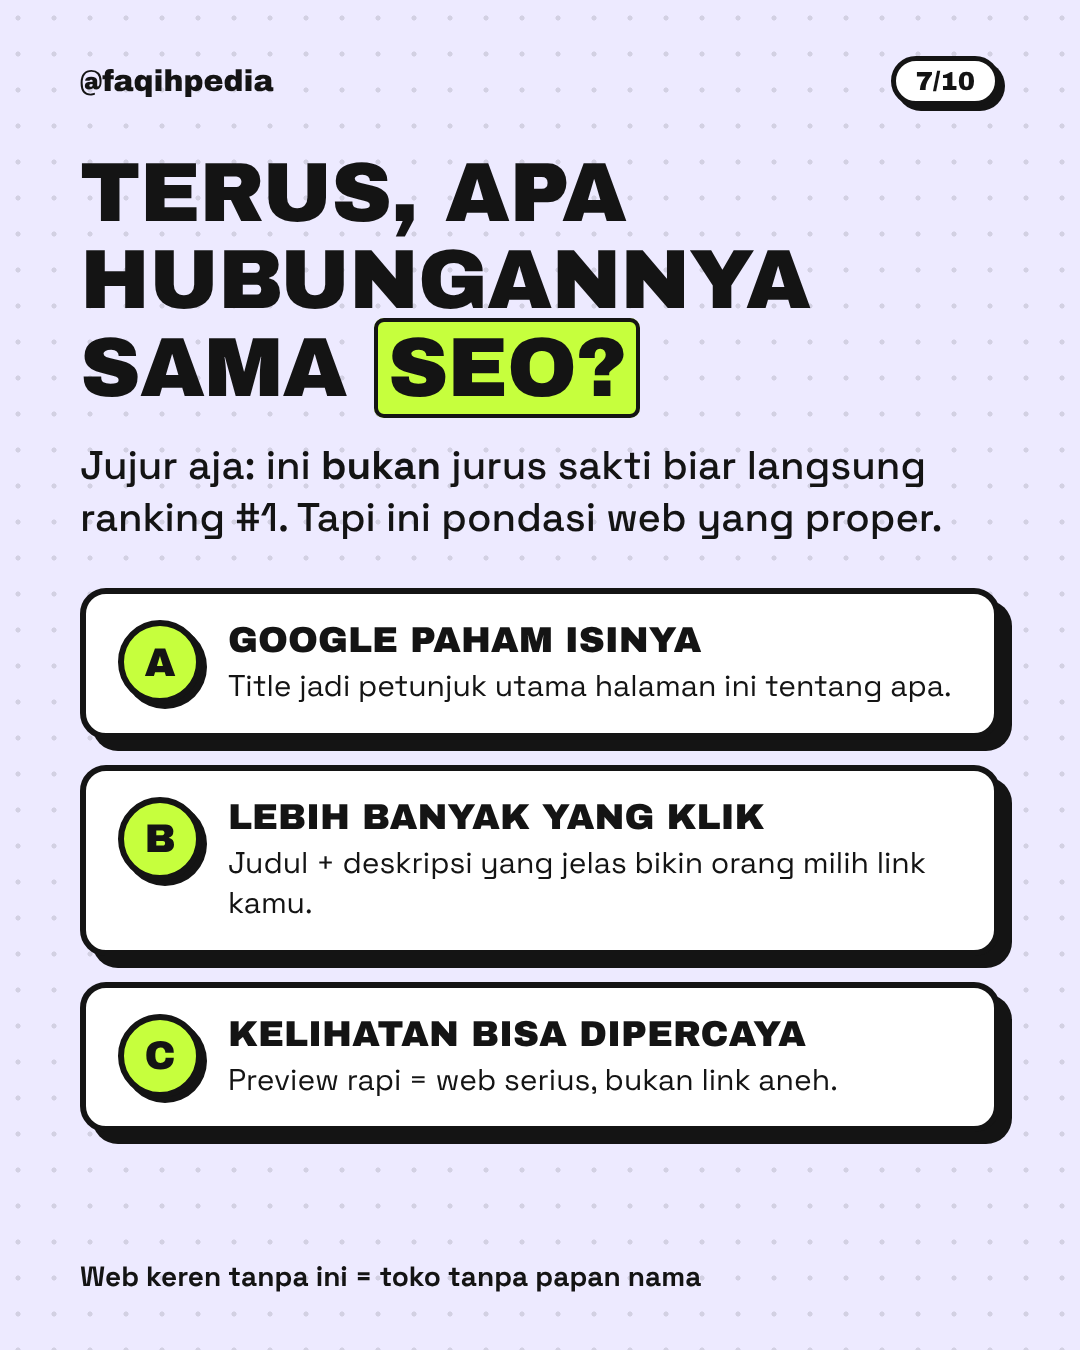 @faqihpedia
7/10
TERUS, APA
HUBUNGANNYA
SAMA SEO?
Jujur aja: ini bukan jurus sakti biar langsung
ranking #1. Tapi ini pondasi web yang proper.
A
GOOGLE PAHAM ISINYA
Title jadi petunjuk utama halaman ini tentang apa.
B
LEBIH BANYAK YANG KLIK
Judul + deskripsi yang jelas bikin orang milih link
kamu.
C
KELIHATAN BISA DIPERCAYA
Preview rapi = web serius, bukan link aneh.
Web keren tanpa ini = toko tanpa papan nama